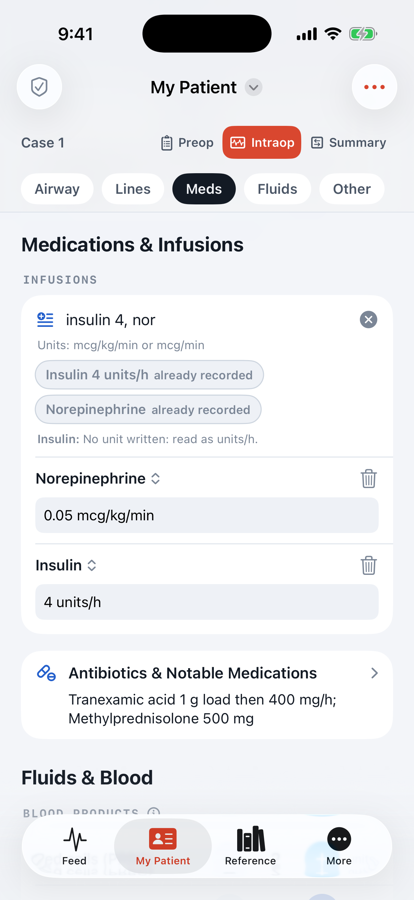 9:41
My Patient
Case 1
Preop
Intraop
Summary
Airway
Lines
Meds
Fluids
Other
Medications & Infusions
INFUSIONS
insulin 4, nor
Units: mcg/kg/min or mcg/min
Insulin 4 units/h already recorded
Norepinephrine already recorded
Insulin: No unit written: read as units/h.
Norepinephrine
0.05 mcg/kg/min
Insulin
4 units/h
Antibiotics & Notable Medications
Tranexamic acid 1 g load then 400 mg/h;
Methylprednisolone 500 mg
Fluids & Blood
BLOOD PRODUCTS
Feed
My Patient
Reference
More